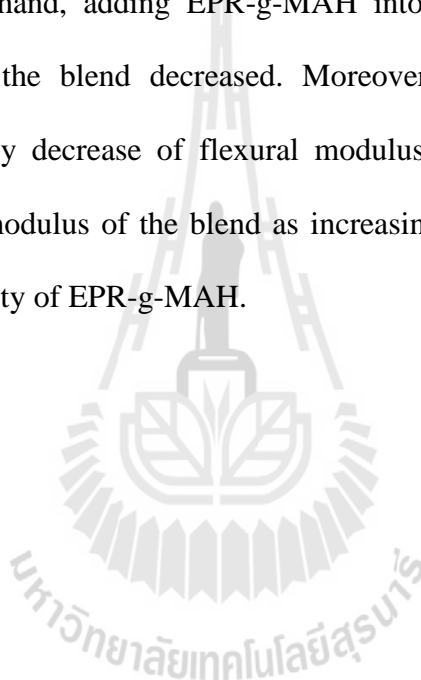 hand, adding EPR-g-MAH into
the blend decreased. Moreover
y decrease of flexural modulus
nodulus of the blend as increasin
ty of EPR-g-MAH.
มหาวิทยาลัยเทคโนโลยีสุรนารี